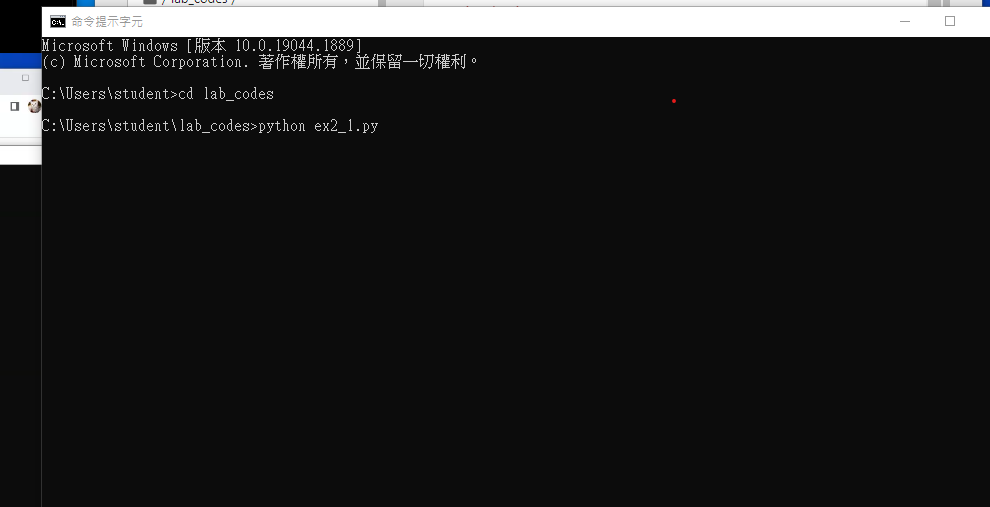 / lab_codes /
命令提示字元
Microsoft Windows [版本 10.0.19044.1889]
(c) Microsoft Corporation. 著作權所有，並保留一切權利。
C:\Users\student>cd lab_codes
C:\Users\student\lab_codes>python ex2_1.py